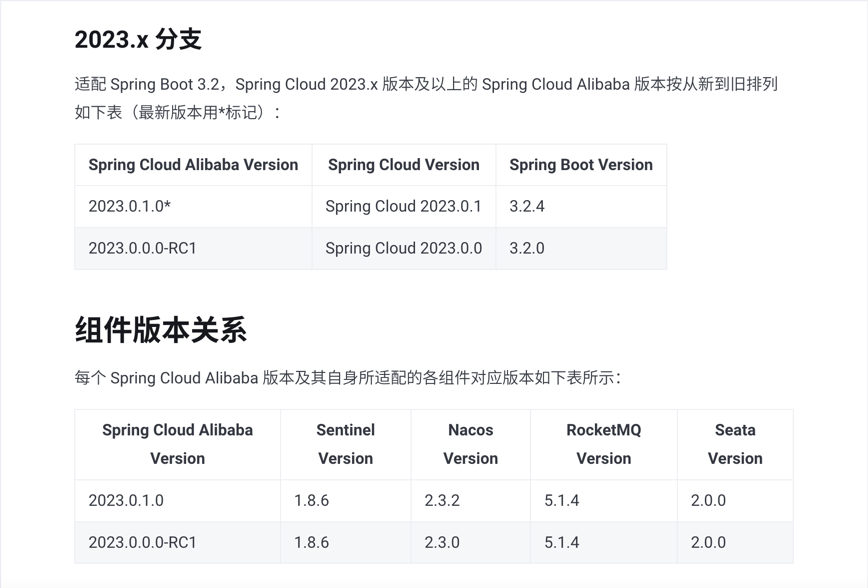 2023.x 分支
适配 Spring Boot 3.2，Spring Cloud 2023.x 版本及以上的 Spring Cloud Alibaba 版本按从新到旧排列
如下表（最新版本用*标记）：
Spring Cloud Alibaba Version Spring Cloud Version Spring Boot Version
2023.0.1.0* Spring Cloud 2023.0.1 3.2.4
2023.0.0.0-RC1 Spring Cloud 2023.0.0 3.2.0
组件版本关系
每个 Spring Cloud Alibaba 版本及其自身所适配的各组件对应版本如下表所示：
Spring Cloud Alibaba Sentinel Nacos RocketMQ Seata
Version Version Version Version Version
2023.0.1.0 1.8.6 2.3.2 5.1.4 2.0.0
2023.0.0.0-RC1 1.8.6 2.3.0 5.1.4 2.0.0